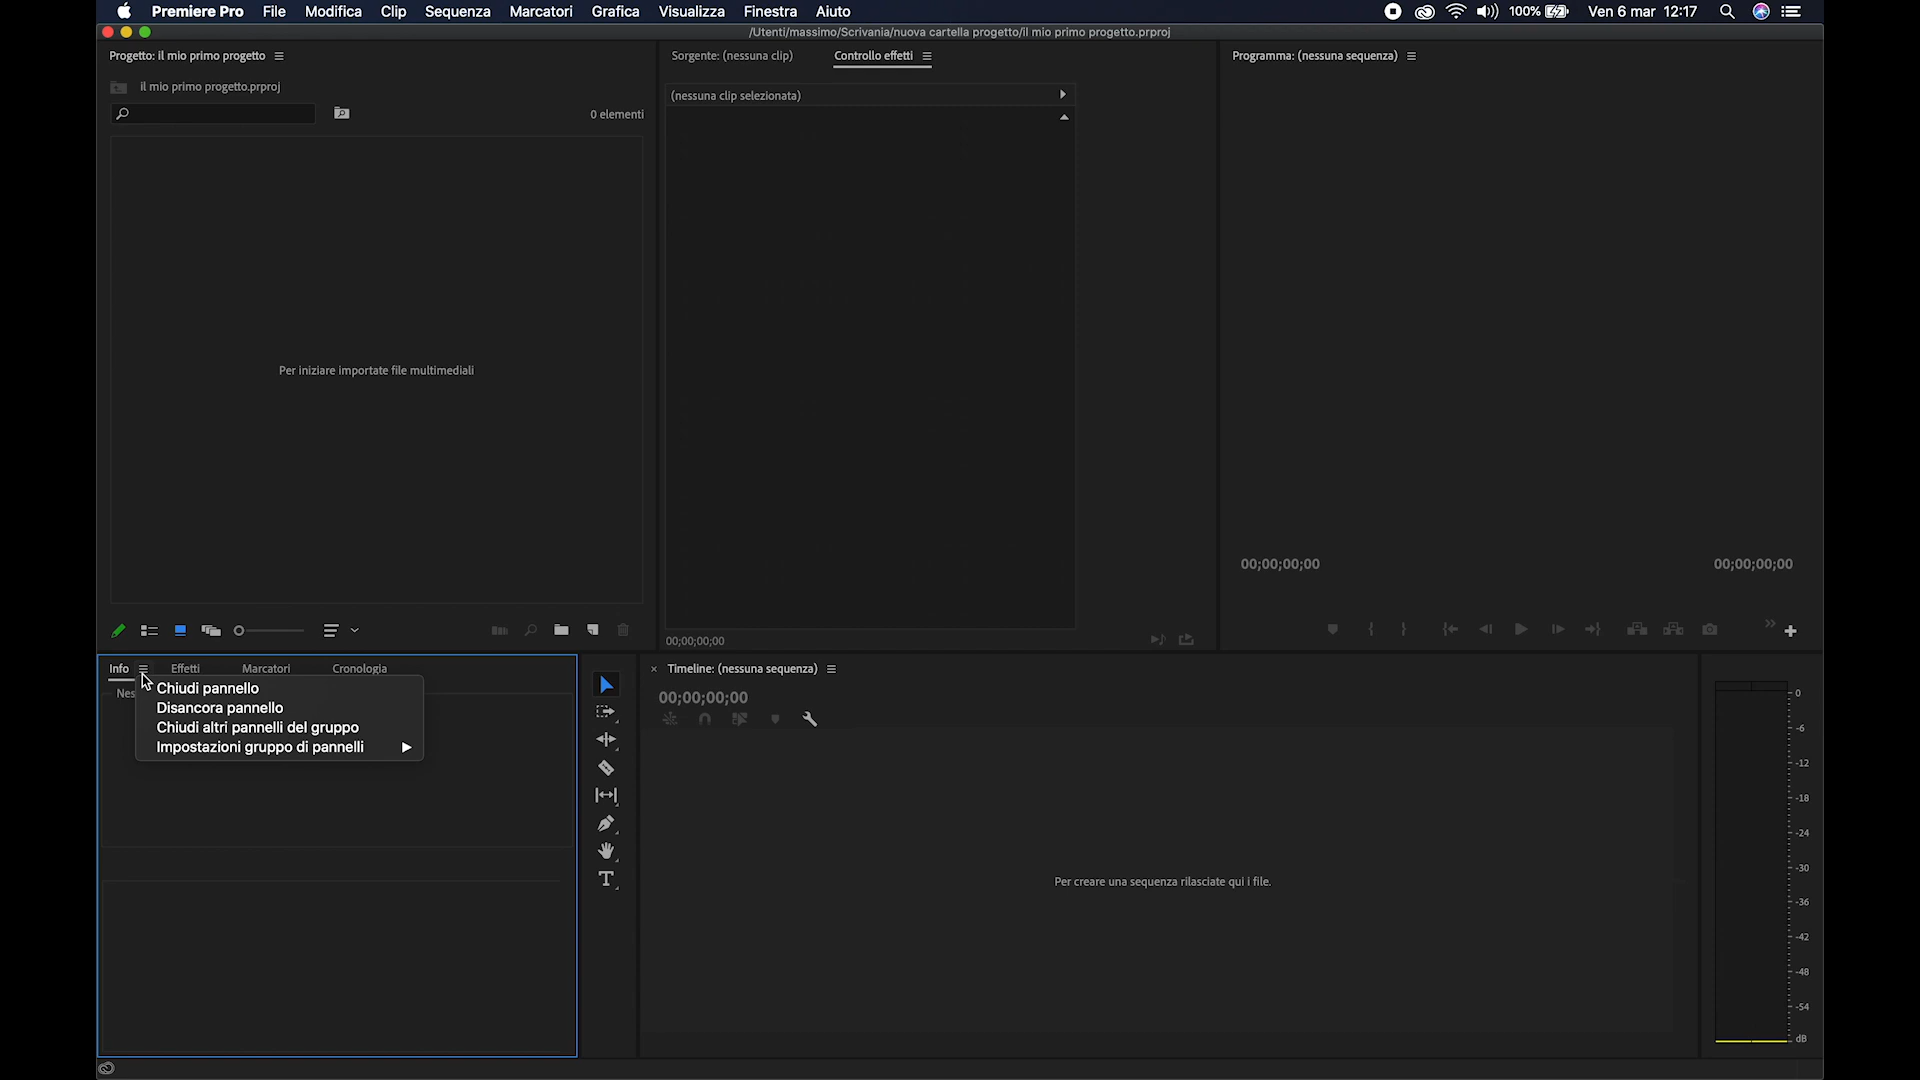 Premiere Pro File Modifica Clip Sequenza Marcatori Grafica Visualizza Finestra Aiuto 100% Ven 6 mar 12:17
/Utenti/massimo/Scrivania/nuova cartella progetto/il mio primo progetto.prproj
Progetto: il mio primo progetto
il mio primo progetto.prproj
0 elementi
Per iniziare importate file multimediali
Sorgente: (nessuna clip) Controllo effetti
(nessuna clip selezionata)
00;00;00;00
Programma: (nessuna sequenza)
00;00;00;00 00;00;00;00
Info Effetti Marcatori Cronologia
Nes
Chiudi pannello
Disancora pannello
Chiudi altri pannelli del gruppo
Impostazioni gruppo di pannelli
× Timeline: (nessuna sequenza)
00;00;00;00
Per creare una sequenza rilasciate qui i file.
0
-6
-12
-18
-24
-30
-36
-42
-48
-54
dB